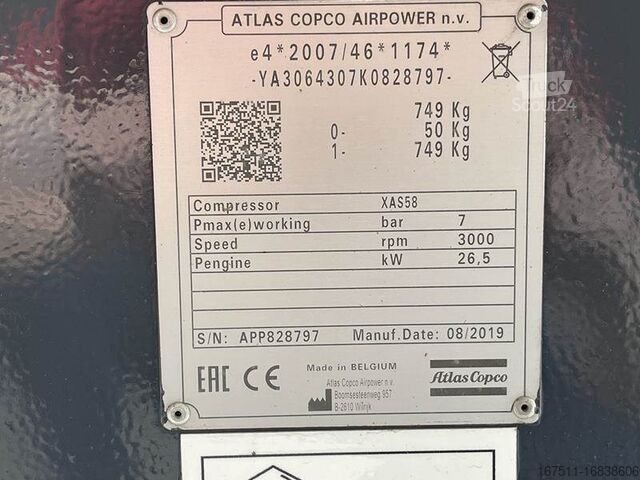 ATLAS COPCO AIRPOWER n.v.
e4*2007/46*1174*
-YA3064307K0828797-
749 Kg
0- 50 Kg
1- 749 Kg
Compressor XAS58
Pmax(e)working bar 7
Speed rpm 3000
Pengine kW 26,5
S/N: APP828797 Manuf.Date: 08/2019
EAC CE
Made in BELGIUM
Atlas Copco Airpower n.v.
Boomsesteenweg 957
B-2610 Wilrijk
Atlas Copco
Truck
Scout24
167511-16838606